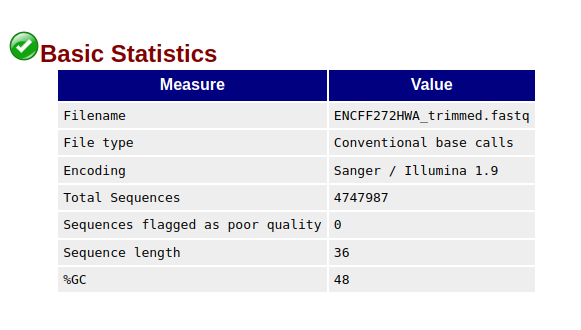 Basic Statistics
Measure Value
Filename ENCFF272HWA_trimmed.fastq
File type Conventional base calls
Encoding Sanger / Illumina 1.9
Total Sequences 4747987
Sequences flagged as poor quality 0
Sequence length 36
%GC 48